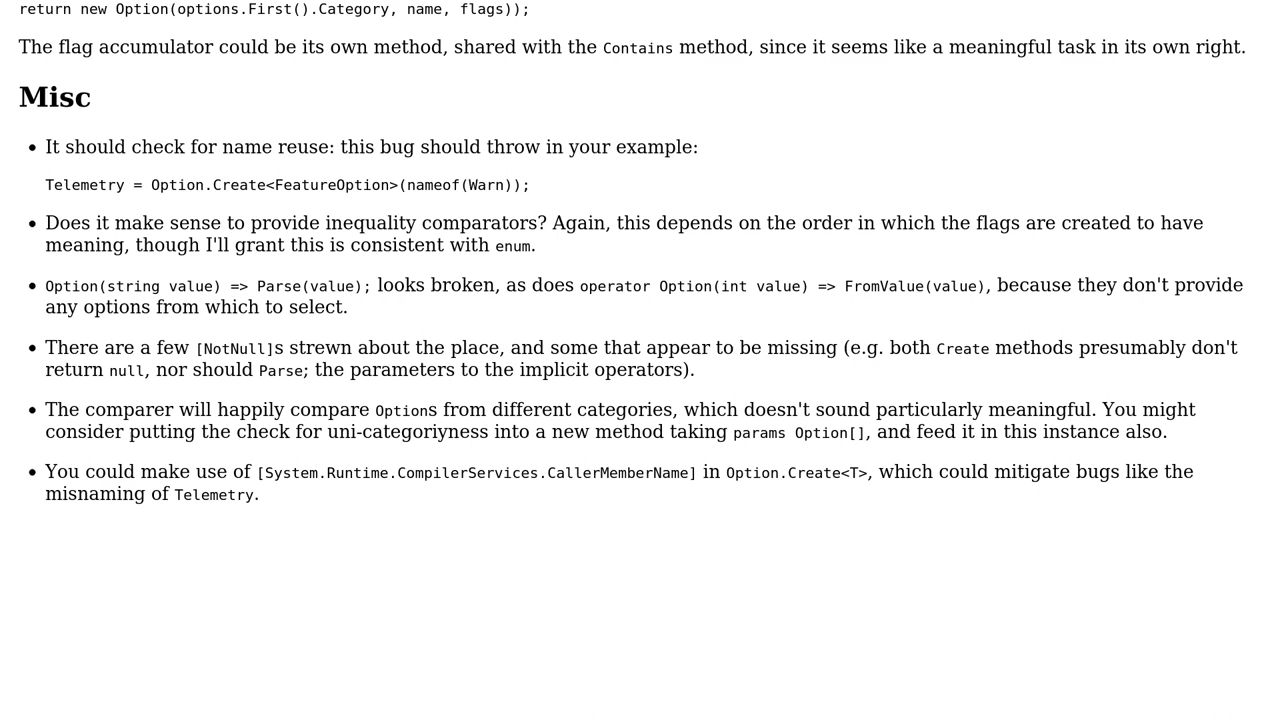 return new Option(options.First().Category, name, flags));
The flag accumulator could be its own method, shared with the Contains method, since it seems like a meaningful task in its own right.
Misc
• It should check for name reuse: this bug should throw in your example:
Telemetry = Option.Create<FeatureOption>(nameof(Warn));
• Does it make sense to provide inequality comparators? Again, this depends on the order in which the flags are created to have
meaning, though I'll grant this is consistent with enum.
• Option(string value) => Parse(value); looks broken, as does operator Option(int value) => FromValue(value), because they don't provide
any options from which to select.
• There are a few [NotNull]s strewn about the place, and some that appear to be missing (e.g. both Create methods presumably don't
return null, nor should Parse; the parameters to the implicit operators).
• The comparer will happily compare Options from different categories, which doesn't sound particularly meaningful. You might
consider putting the check for uni-categoriyness into a new method taking params Option[], and feed it in this instance also.
• You could make use of [System.Runtime.CompilerServices.CallerMemberName] in Option.Create<T>, which could mitigate bugs like the
misnaming of Telemetry.